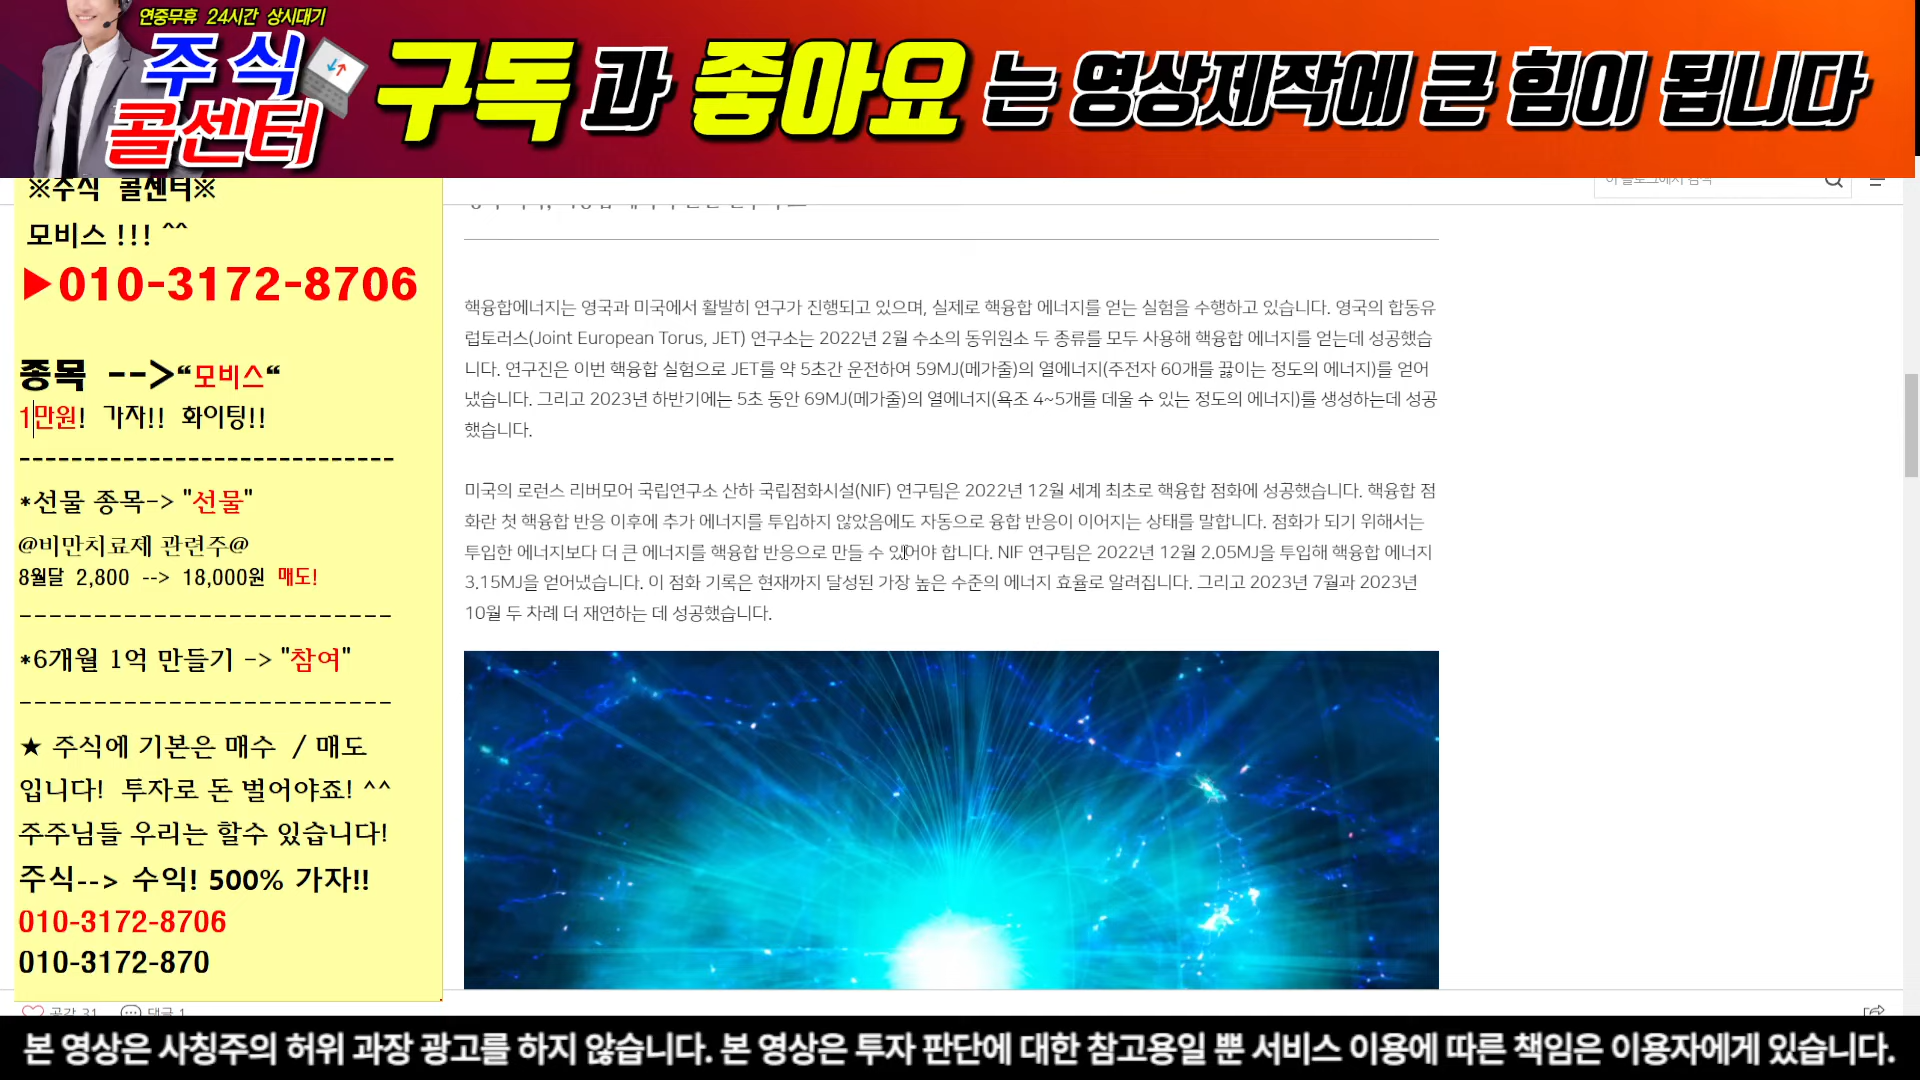 연중무휴 24시간 상시대기
주식
콜센터
구독과 좋아요는 영상제작에 큰 힘이 됩니다
※주식 콜센터※
모비스 !!! ^^
▶010-3172-8706
종목 -->“모비스“
1만원! 가자!! 화이팅!!
-----------------------------
*선물 종목-> "선물"
@비만치료제 관련주@
8월달 2,800 --> 18,000원 매도!
-------------------------
*6개월 1억 만들기 -> "참여"
-------------------------
★ 주식에 기본은 매수 / 매도
입니다! 투자로 돈 벌어야죠! ^^
주주님들 우리는 할수 있습니다!
주식--> 수익! 500% 가자!!
010-3172-8706
010-3172-870
이 블로그에서 검색
핵융합에너지는 영국과 미국에서 활발히 연구가 진행되고 있으며, 실제로 핵융합 에너지를 얻는 실험을 수행하고 있습니다. 영국의 합동유
럽토러스(Joint European Torus, JET) 연구소는 2022년 2월 수소의 동위원소 두 종류를 모두 사용해 핵융합 에너지를 얻는데 성공했습
니다. 연구진은 이번 핵융합 실험으로 JET를 약 5초간 운전하여 59MJ(메가줄)의 열에너지(주전자 60개를 끓이는 정도의 에너지)를 얻어
냈습니다. 그리고 2023년 하반기에는 5초 동안 69MJ(메가줄)의 열에너지(욕조 4~5개를 데울 수 있는 정도의 에너지)를 생성하는데 성공
했습니다.
미국의 로런스 리버모어 국립연구소 산하 국립점화시설(NIF) 연구팀은 2022년 12월 세계 최초로 핵융합 점화에 성공했습니다. 핵융합 점
화란 첫 핵융합 반응 이후에 추가 에너지를 투입하지 않았음에도 자동으로 융합 반응이 이어지는 상태를 말합니다. 점화가 되기 위해서는
투입한 에너지보다 더 큰 에너지를 핵융합 반응으로 만들 수 있어야 합니다. NIF 연구팀은 2022년 12월 2.05MJ을 투입해 핵융합 에너지
3.15MJ을 얻어냈습니다. 이 점화 기록은 현재까지 달성된 가장 높은 수준의 에너지 효율로 알려집니다. 그리고 2023년 7월과 2023년
10월 두 차례 더 재연하는 데 성공했습니다.
공감 31 댓글 1
본 영상은 사칭주의 허위 과장 광고를 하지 않습니다. 본 영상은 투자 판단에 대한 참고용일 뿐 서비스 이용에 따른 책임은 이용자에게 있습니다.